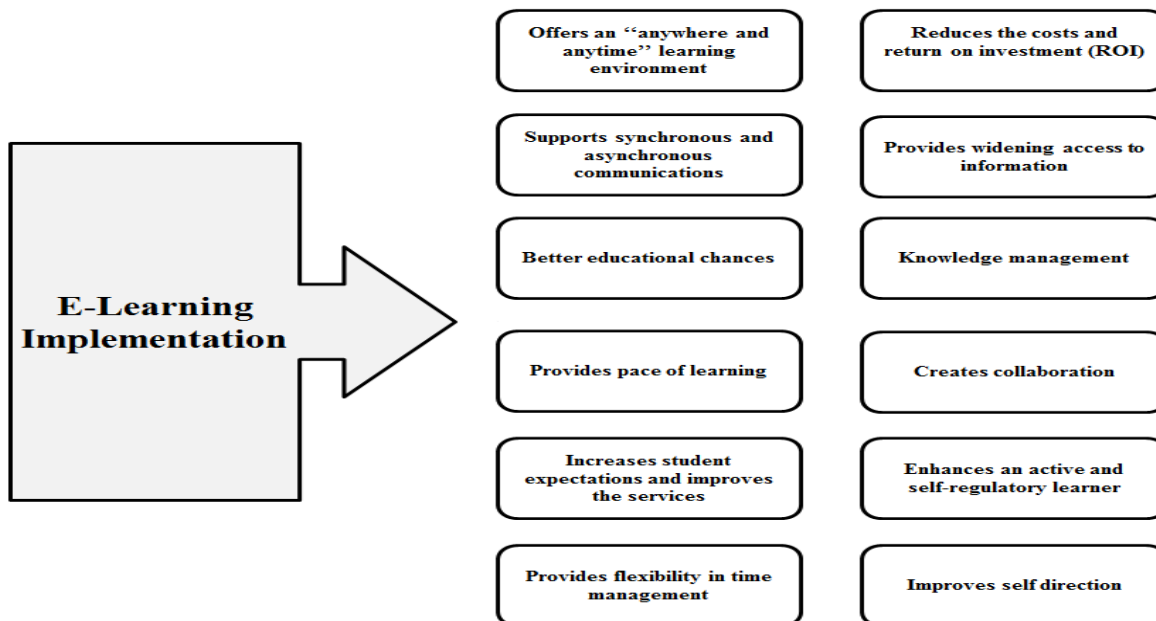 E-Learning
Implementation
Offers an ‘‘anywhere and
anytime’’ learning
environment
Supports synchronous and
asynchronous
communications
Better educational chances
Provides pace of learning
Increases student
expectations and improves
the services
Provides flexibility in time
management
Reduces the costs and
return on investment (ROI)
Provides widening access to
information
Knowledge management
Creates collaboration
Enhances an active and
self-regulatory learner
Improves self direction